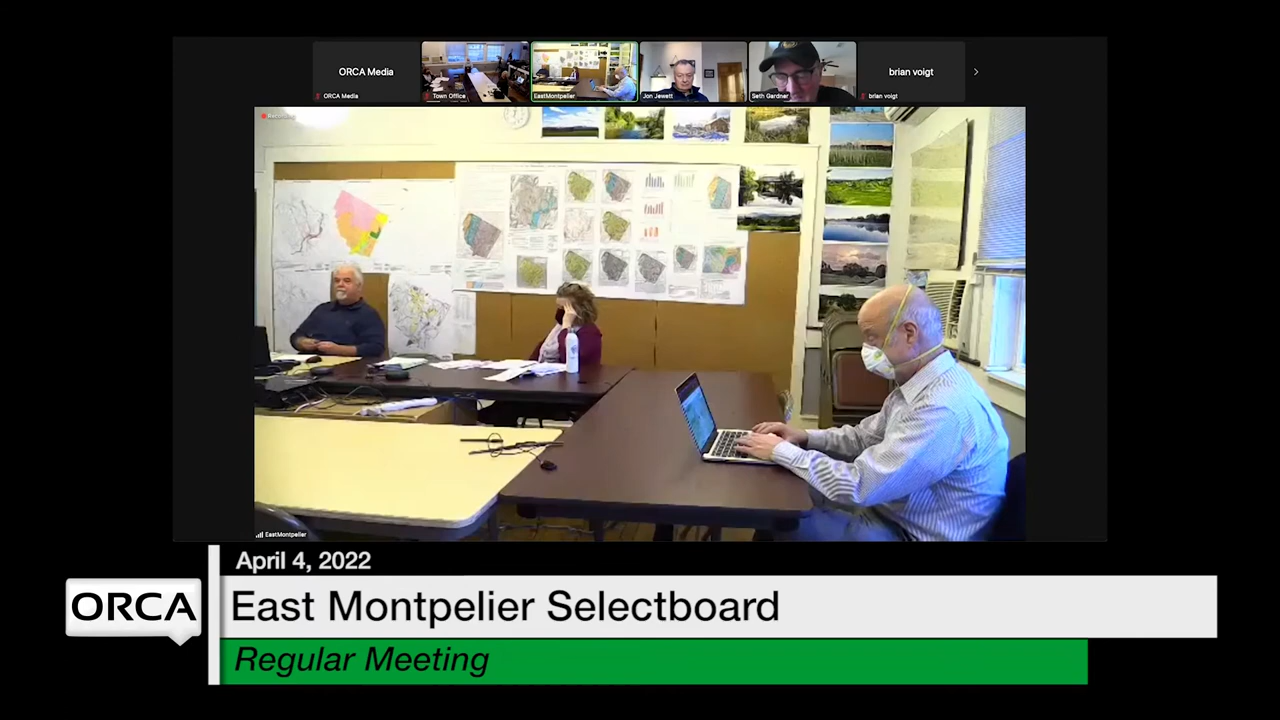 ORCA Media
brian voigt
ORCA Media
Town Office
EastMontpelier
Jon Jewett
Seth Gardner
brian voigt
Recording
EastMontpelier
April 4, 2022
ORCA
East Montpelier Selectboard
Regular Meeting